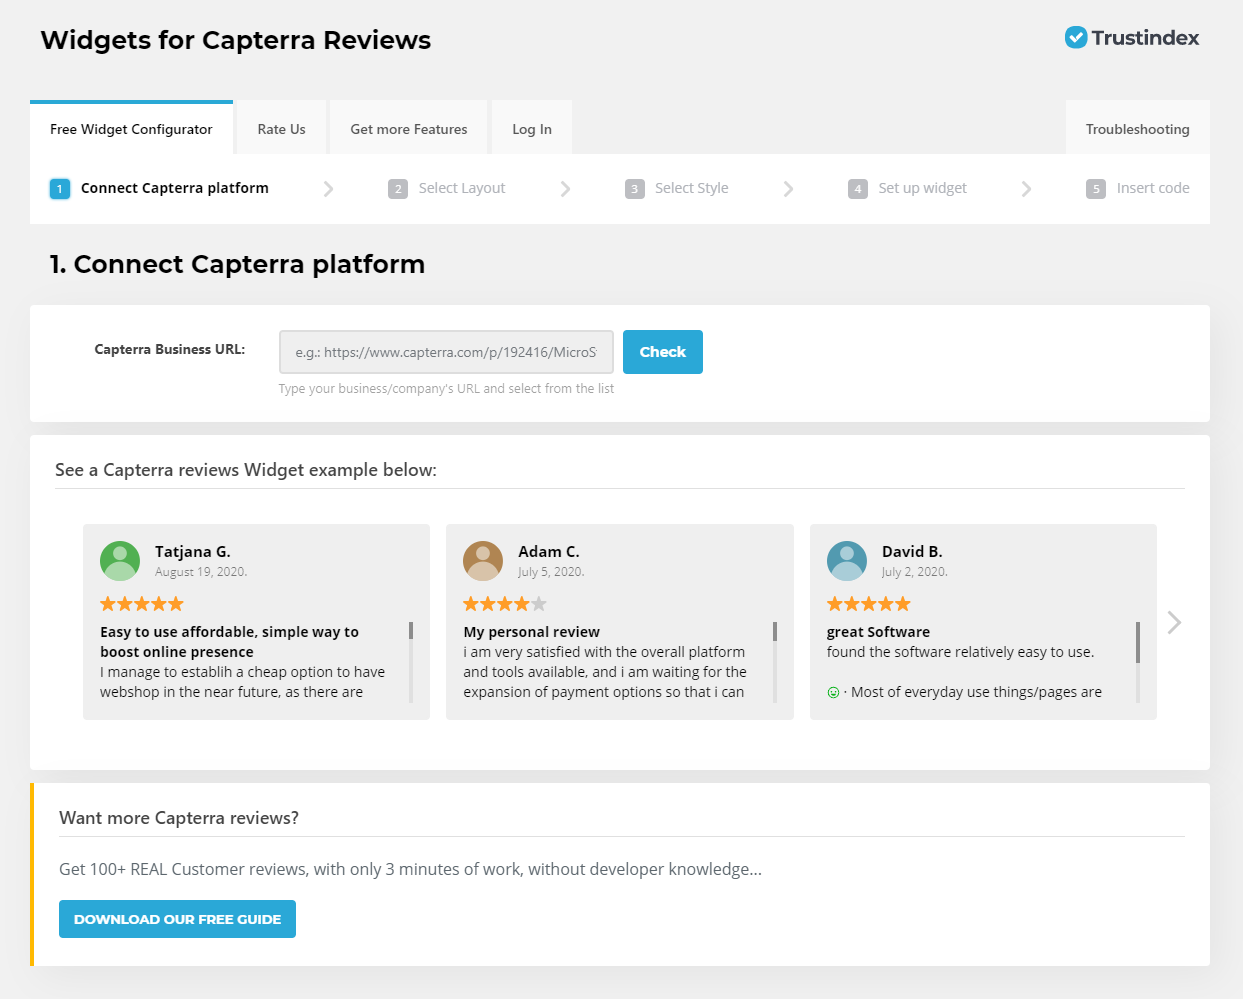 Widgets for Capterra Reviews
Trustindex
Free Widget Configurator
Rate Us
Get more Features
Log In
Troubleshooting
1 Connect Capterra platform
2 Select Layout
3 Select Style
4 Set up widget
5 Insert code
1. Connect Capterra platform
Capterra Business URL:
e.g.: https://www.capterra.com/p/192416/MicroS
Check
Type your business/company's URL and select from the list
See a Capterra reviews Widget example below:
Tatjana G.
August 19, 2020.
Easy to use affordable, simple way to
boost online presence
I manage to establih a cheap option to have
webshop in the near future, as there are
Adam C.
July 5, 2020.
My personal review
i am very satisfied with the overall platform
and tools available, and i am waiting for the
expansion of payment options so that i can
David B.
July 2, 2020.
great Software
found the software relatively easy to use.
· Most of everyday use things/pages are
Want more Capterra reviews?
Get 100+ REAL Customer reviews, with only 3 minutes of work, without developer knowledge...
DOWNLOAD OUR FREE GUIDE